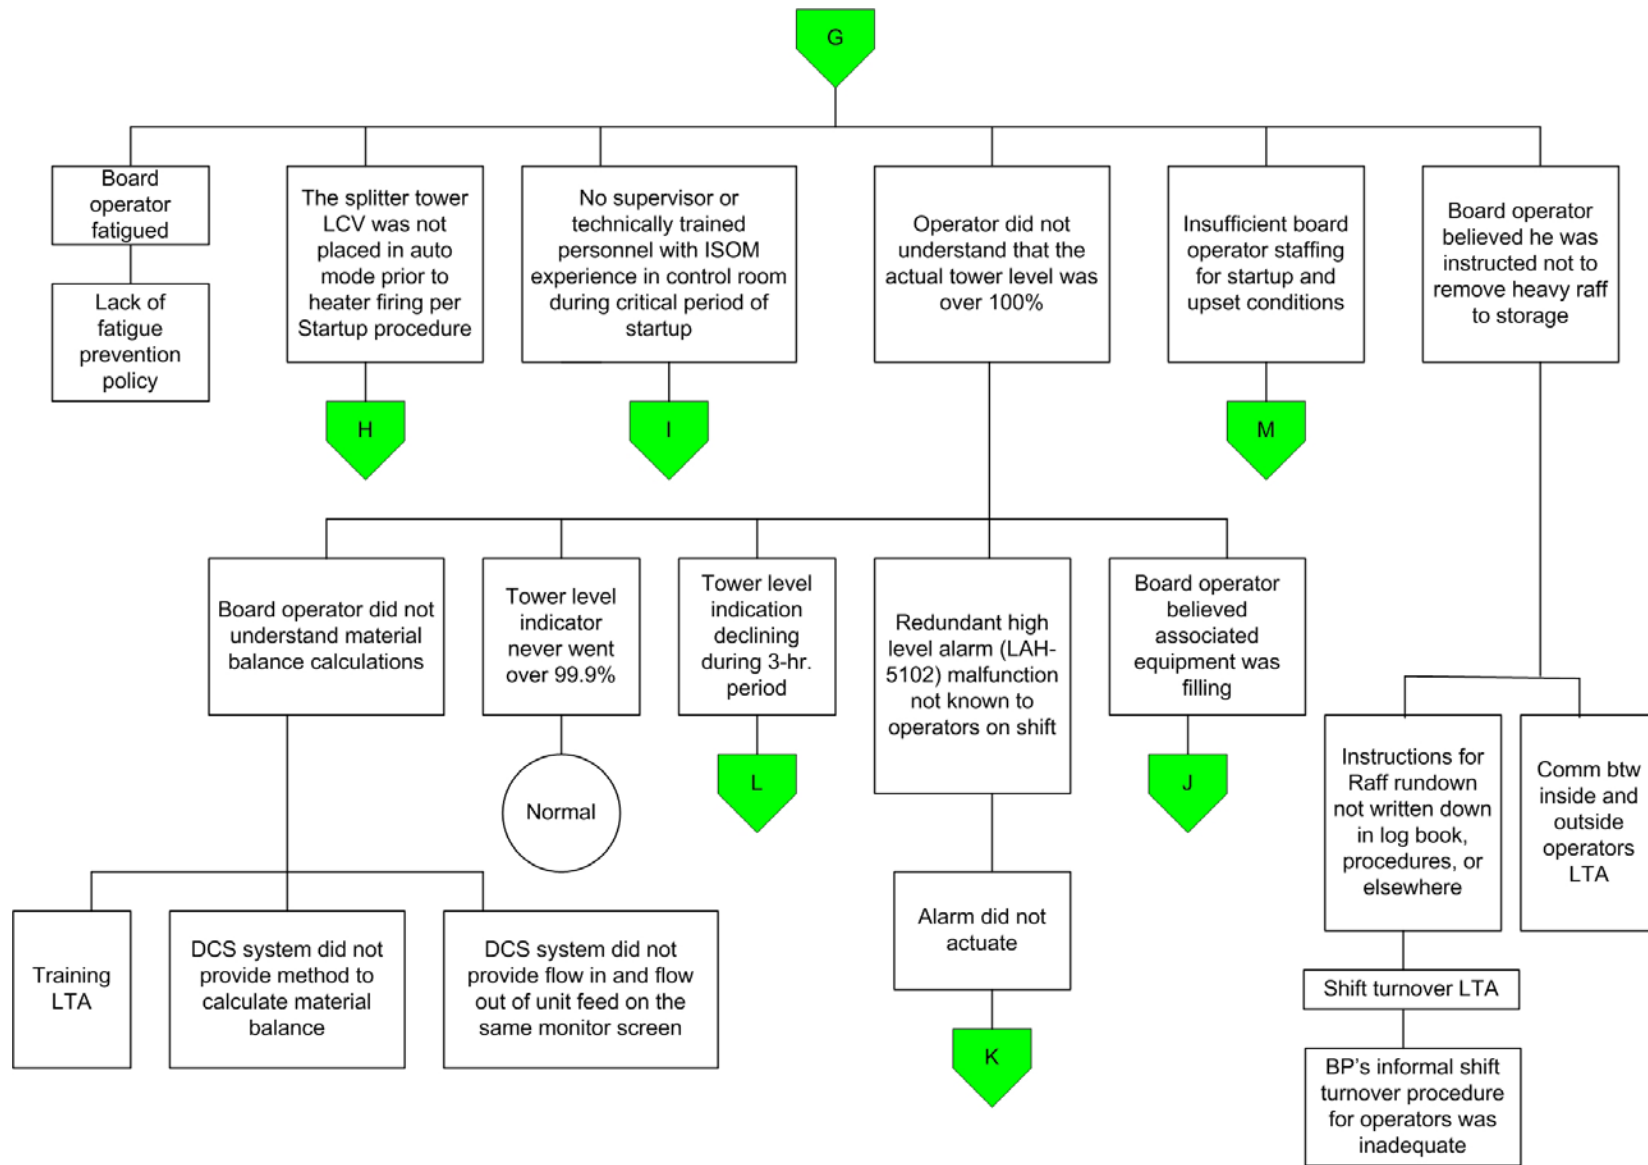 G
Board
operator
fatigued
Lack of
fatigue
prevention
policy
The splitter tower
LCV was not
placed in auto
mode prior to
heater firing per
Startup procedure
H
No supervisor or
technically trained
personnel with ISOM
experience in control room
during critical period of
startup
I
Operator did not
understand that the
actual tower level was
over 100%
Insufficient board
operator staffing
for startup and
upset conditions
M
Board operator
believed he was
instructed not to
remove heavy raff
to storage
Board operator did not
understand material
balance calculations
Tower level
indicator
never went
over 99.9%
Normal
Tower level
indication
declining
during 3-hr.
period
L
Redundant high
level alarm (LAH-
5102) malfunction
not known to
operators on shift
Alarm did not
actuate
K
Board operator
believed
associated
equipment was
filling
J
Instructions for
Raff rundown
not written down
in log book,
procedures, or
elsewhere
Comm btw
inside and
outside
operators
LTA
Training
LTA
DCS system did not
provide method to
calculate material
balance
DCS system did not
provide flow in and flow
out of unit feed on the
same monitor screen
Shift turnover LTA
BP's informal shift
turnover procedure
for operators was
inadequate